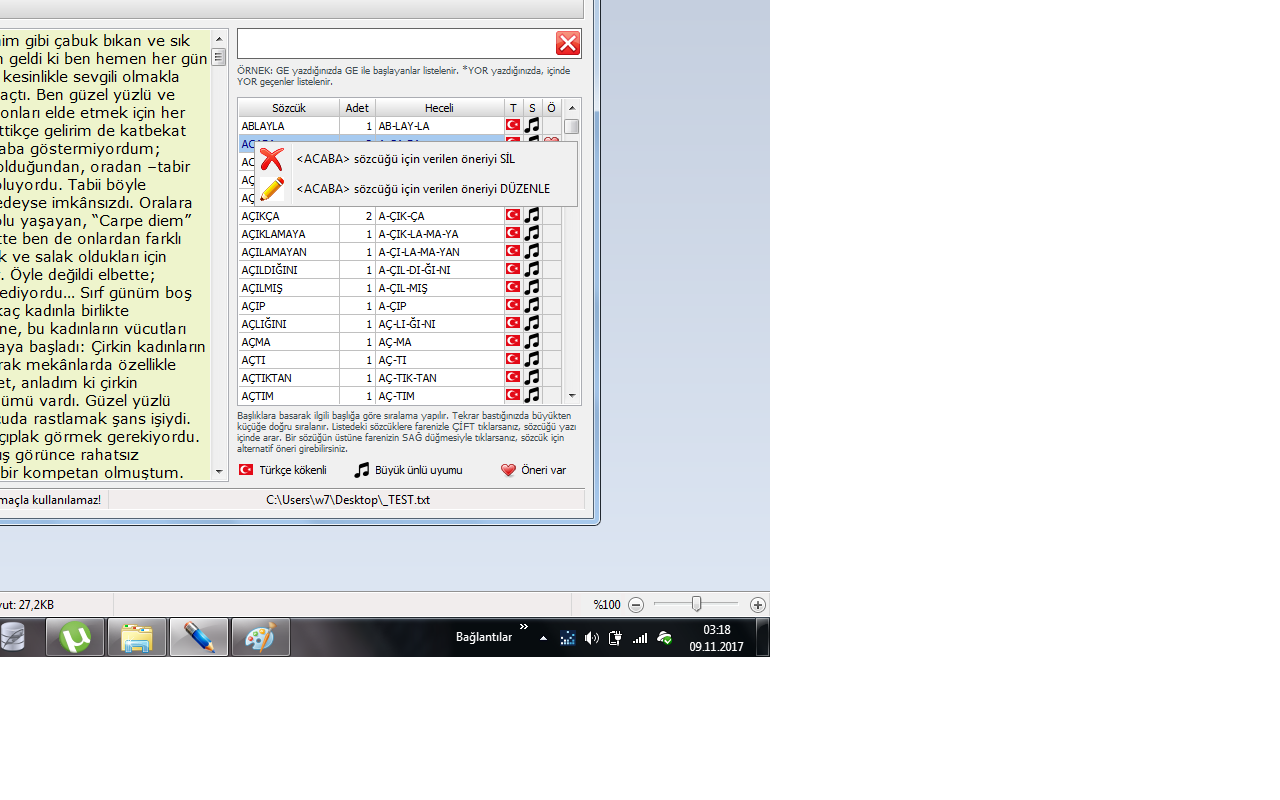 im gibi çabuk bıkan ve sık
geldi ki ben hemen her gün
kesinlikle sevgili olmakla
açtı. Ben güzel yüzlü ve
onları elde etmek için her
ttikçe gelirim de katbekat
aba göstermiyordum;
olduğundan, oradan –tabir
oluyordu. Tabii böyle
edeyse imkânsızdı. Oralara
olu yaşayan, “Carpe diem”
tte ben de onlardan farklı
k ve salak oldukları için
. Öyle değildi elbette;
ediyordu... Sırf günüm boş
kaç kadınla birlikte
ne, bu kadınların vücutları
aya başladı: Çirkin kadınların
rak mekânlarda özellikle
et, anladım ki çirkin
ümü vardı. Güzel yüzlü
cuda rastlamak şans işiydi.
çıplak görmek gerekiyordu.
ış görünce rahatsız
bir kompetan olmuştum.
ÖRNEK: GE yazdığınızda GE ile başlayanlar listelenir. *YOR yazdığınızda, içinde
YOR geçenler listelenir.
Sözcük Adet Heceli T S Ö
ABLAYLA 1 AB-LAY-LA
AC
<ACABA> sözcüğü için verilen öneriyi SİL
AC
AÇ
<ACABA> sözcüğü için verilen öneriyi DÜZENLE
AÇ
AÇIKÇA 2 A-ÇIK-ÇA
AÇIKLAMAYA 1 A-ÇIK-LA-MA-YA
AÇILAMAYAN 1 A-ÇI-LA-MA-YAN
AÇILDIĞINI 1 A-ÇIL-DI-ĞI-NI
AÇILMIŞ 1 A-ÇIL-MIŞ
AÇIP 1 A-ÇIP
AÇLIĞINI 1 AÇ-LI-ĞI-NI
AÇMA 1 AÇ-MA
AÇTI 1 AÇ-TI
AÇTIKTAN 1 AÇ-TIK-TAN
AÇTIM 1 AÇ-TIM
Başlıklara basarak ilgili başlığa göre sıralama yapılır. Tekrar bastığınızda büyükten
küçüğe doğru sıralanır. Listedeki sözcüklere farenizle ÇİFT tıklarsanız, sözcüğü yazı
içinde arar. Bir sözüğün üstüne farenizin SAĞ düğmesiyle tıklarsanız, sözcük için
alternatif öneri girebilirsiniz.
Türkçe kökenli Büyük ünlü uyumu Öneri var
maçla kullanılamaz! C:\Users\w7\Desktop\_TEST.txt
yut: 27,2KB %100
Bağlantılar » 03:18
09.11.2017